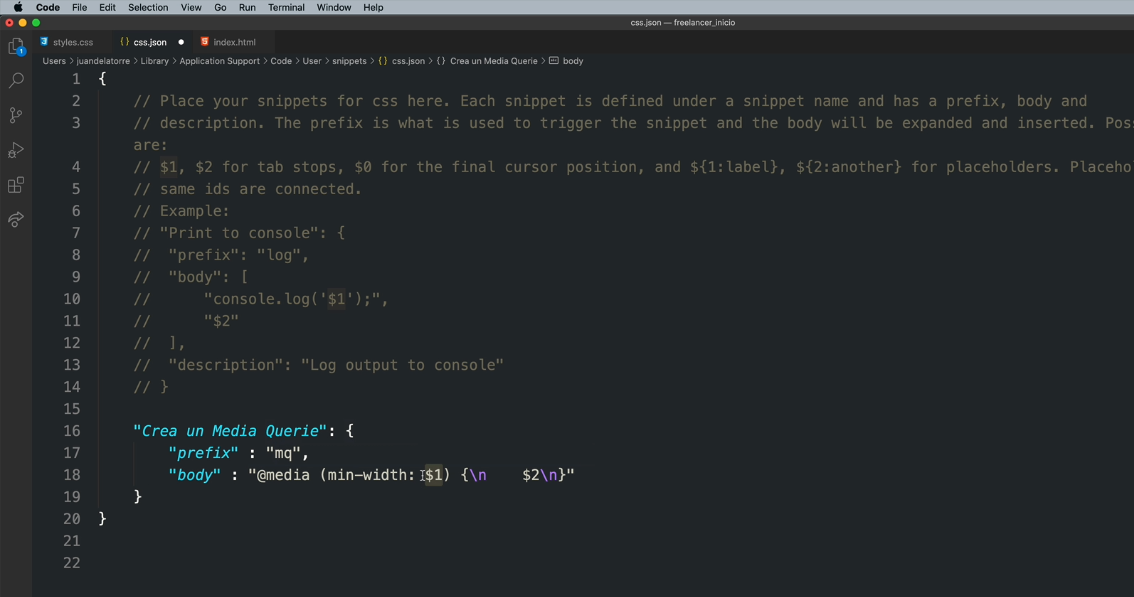 Code File Edit Selection View Go Run Terminal Window Help
css.json — freelancer_inicio
styles.css {} css.json ● index.html
Users > juandelatorre > Library > Application Support > Code > User > snippets > {} css.json > {} Crea un Media Querie > body
1 {
2 // Place your snippets for css here. Each snippet is defined under a snippet name and has a prefix, body and
3 // description. The prefix is what is used to trigger the snippet and the body will be expanded and inserted. Pos
are:
4 // $1, $2 for tab stops, $0 for the final cursor position, and ${1:label}, ${2:another} for placeholders. Placeho
5 // same ids are connected.
6 // Example:
7 // "Print to console": {
8 // "prefix": "log",
9 // "body": [
10 // "console.log('$1');",
11 // "$2"
12 // ],
13 // "description": "Log output to console"
14 // }
15
16 "Crea un Media Querie": {
17 "prefix" : "mq",
18 "body" : "@media (min-width: $1) {\n    $2\n}"
19 }
20 }
21
22
1